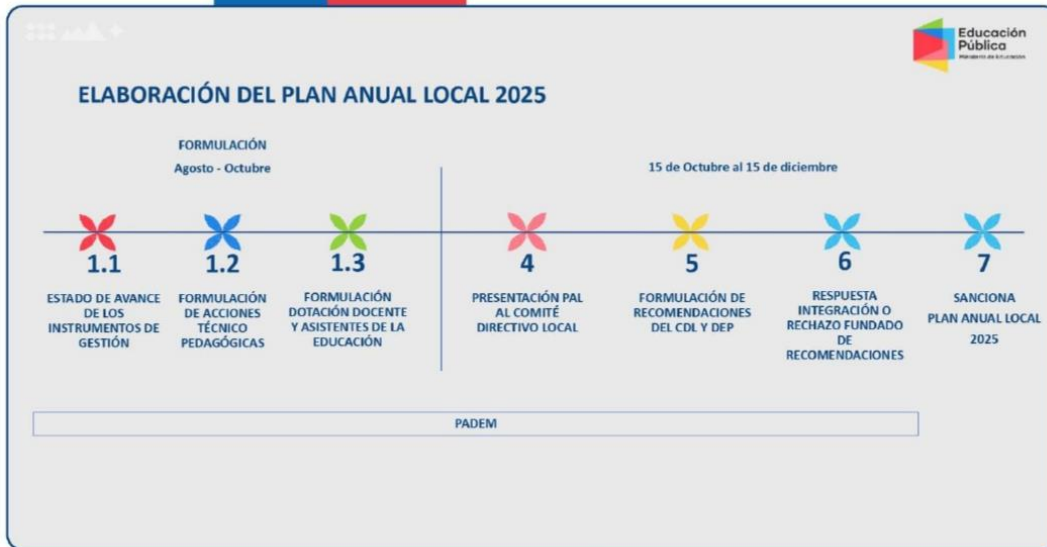 Educación
Pública
Ministerio de Educación
ELABORACIÓN DEL PLAN ANUAL LOCAL 2025
FORMULACIÓN
Agosto - Octubre
15 de Octubre al 15 de diciembre
1.1
ESTADO DE AVANCE
DE LOS
INSTRUMENTOS DE
GESTIÓN
1.2
FORMULACIÓN
DE ACCIONES
TÉCNICO
PEDAGÓGICAS
1.3
FORMULACIÓN
DOTACIÓN DOCENTE
Y ASISTENTES DE LA
EDUCACIÓN
4
PRESENTACIÓN PAL
AL COMITÉ
DIRECTIVO LOCAL
5
FORMULACIÓN DE
RECOMENDACIONES
DEL CDL Y DEP
6
RESPUESTA
INTEGRACIÓN O
RECHAZO FUNDADO
DE
RECOMENDACIONES
7
SANCIONA
PLAN ANUAL LOCAL
2025
PADEM